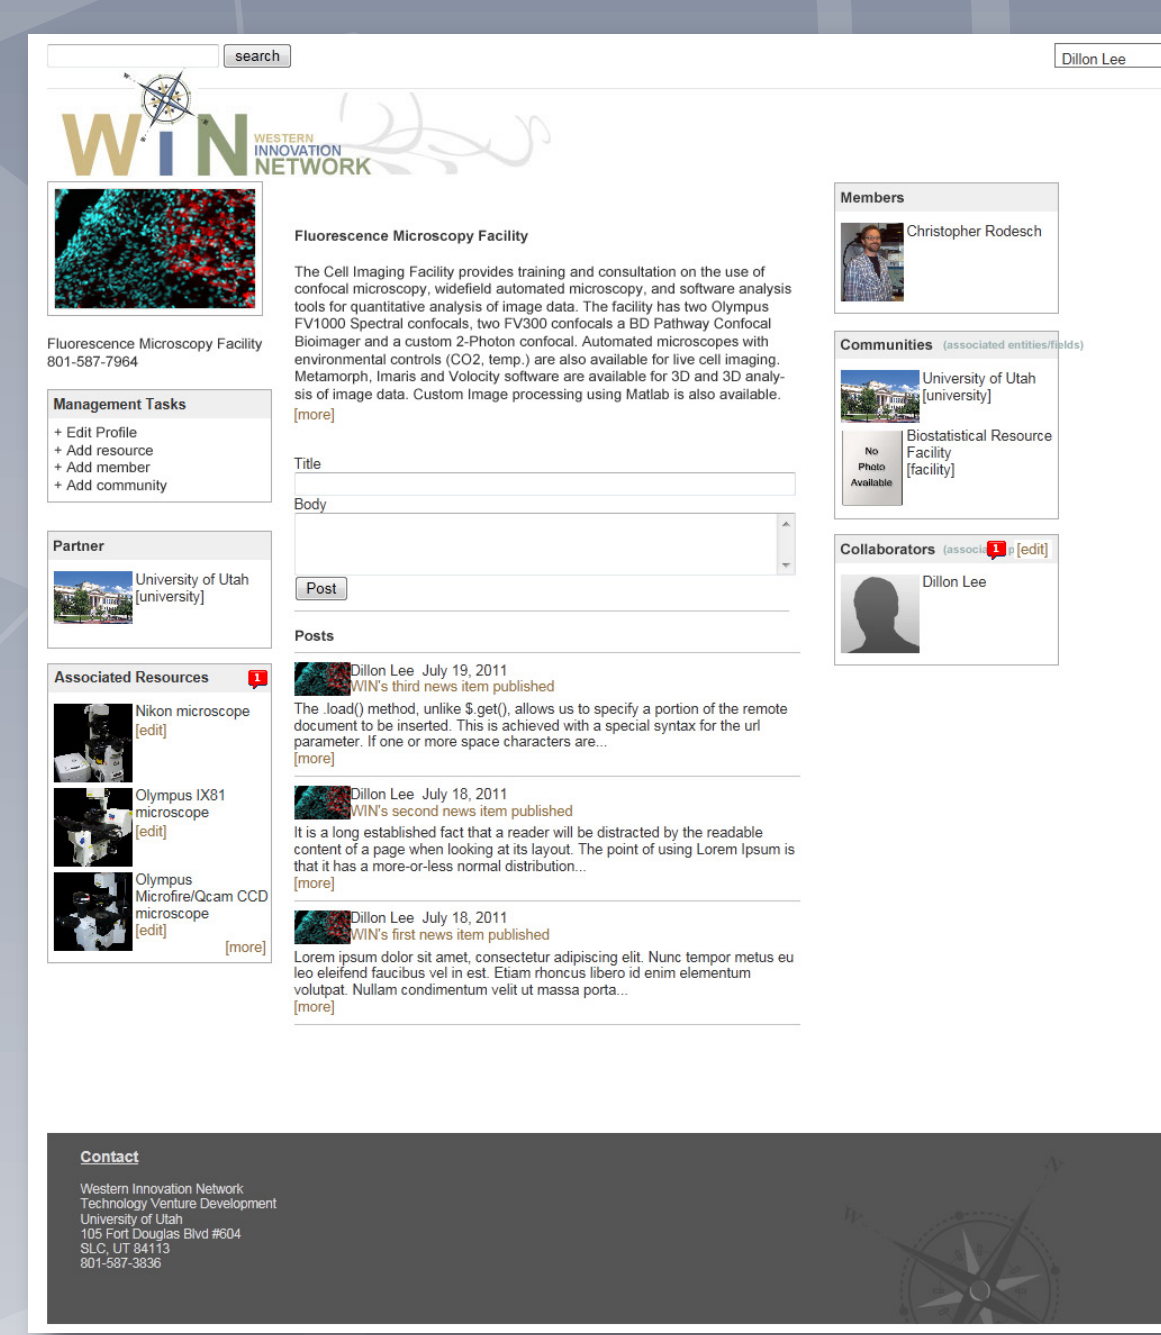 search
Dillon Lee
WiN
WESTERN
INNOVATION
NETWORK
Fluorescence Microscopy Facility
801-587-7964
Management Tasks
+ Edit Profile
+ Add resource
+ Add member
+ Add community
Partner
University of Utah
[university]
Associated Resources 1
Nikon microscope
[edit]
Olympus IX81
microscope
[edit]
Olympus
Microfire/Qcam CCD
microscope
[edit]
[more]
Fluorescence Microscopy Facility
The Cell Imaging Facility provides training and consultation on the use of
confocal microscopy, widefield automated microscopy, and software analysis
tools for quantitative analysis of image data. The facility has two Olympus
FV1000 Spectral confocals, two FV300 confocals a BD Pathway Confocal
Bioimager and a custom 2-Photon confocal. Automated microscopes with
environmental controls (CO2, temp.) are also available for live cell imaging.
Metamorph, Imaris and Volocity software are available for 3D and 3D analy-
sis of image data. Custom Image processing using Matlab is also available.
[more]
Title
Body
Post
Posts
Dillon Lee July 19, 2011
WIN's third news item published
The .load() method, unlike $.get(), allows us to specify a portion of the remote
document to be inserted. This is achieved with a special syntax for the url
parameter. If one or more space characters are...
[more]
Dillon Lee July 18, 2011
WIN's second news item published
It is a long established fact that a reader will be distracted by the readable
content of a page when looking at its layout. The point of using Lorem Ipsum is
that it has a more-or-less normal distribution...
[more]
Dillon Lee July 18, 2011
WIN's first news item published
Lorem ipsum dolor sit amet, consectetur adipiscing elit. Nunc tempor metus eu
leo eleifend faucibus vel in est. Etiam rhoncus libero id enim elementum
volutpat. Nullam condimentum velit ut massa porta...
[more]
Members
Christopher Rodesch
Communities (associated entities/fields)
University of Utah
[university]
No
Photo
Available
Biostatistical Resource
Facility
[facility]
Collaborators 1 [edit]
Dillon Lee
Contact
Western Innovation Network
Technology Venture Development
University of Utah
105 Fort Douglas Blvd #604
SLC, UT 84113
801-587-3836
N
W